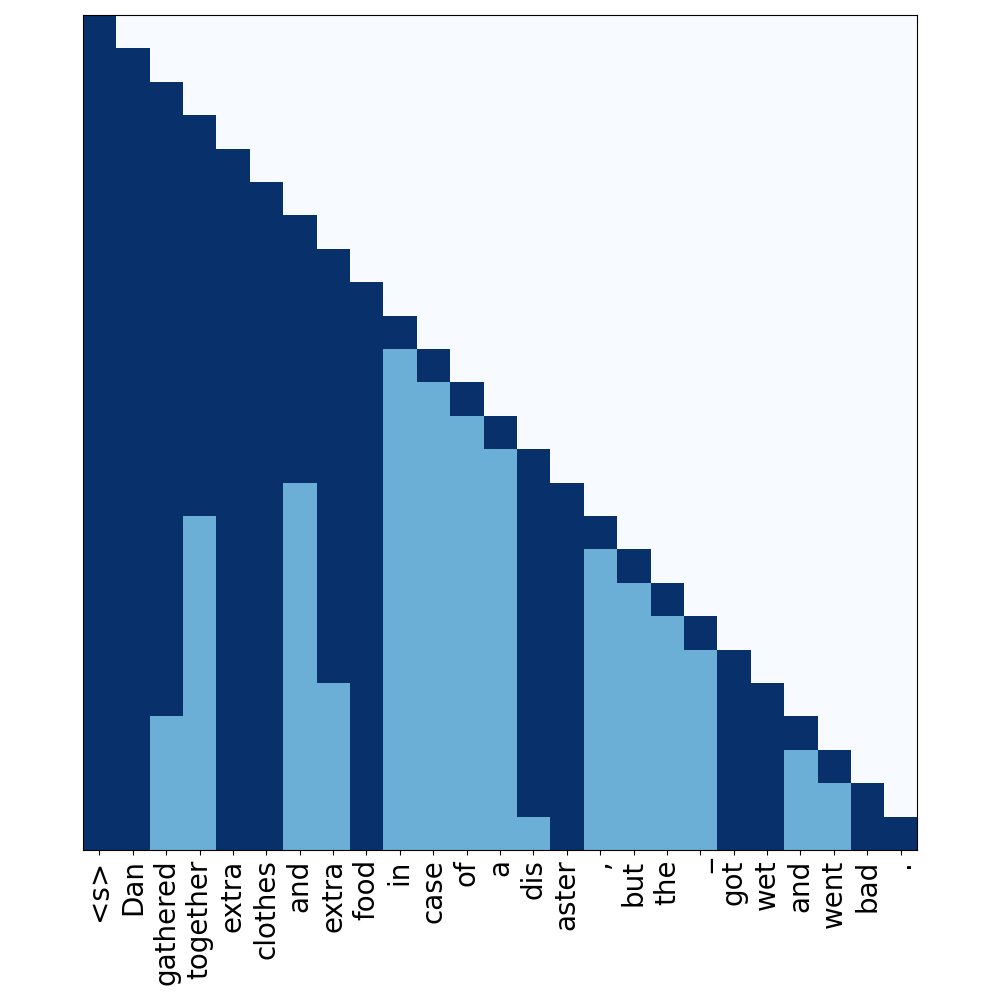 <s> Dan gathered together extra clothes and extra food in case of a dis aster , but the _ got wet and went bad .